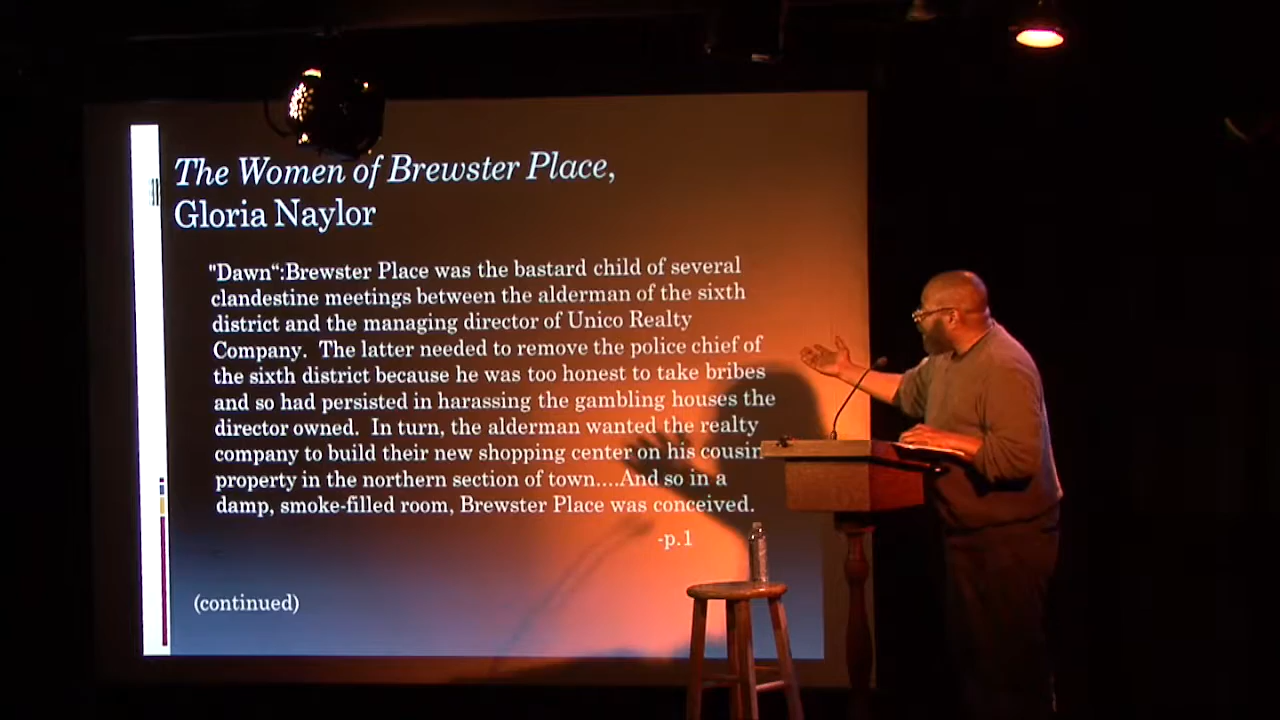 The Women of Brewster Place,
Gloria Naylor
"Dawn“:Brewster Place was the bastard child of several
clandestine meetings between the alderman of the sixth
district and the managing director of Unico Realty
Company.  The latter needed to remove the police chief of
the sixth district because he was too honest to take bribes
and so had persisted in harassing the gambling houses the
director owned.  In turn, the alderman wanted the realty
company to build their new shopping center on his cousin
property in the northern section of town....And so in a
damp, smoke-filled room, Brewster Place was conceived.
-p.1
(continued)